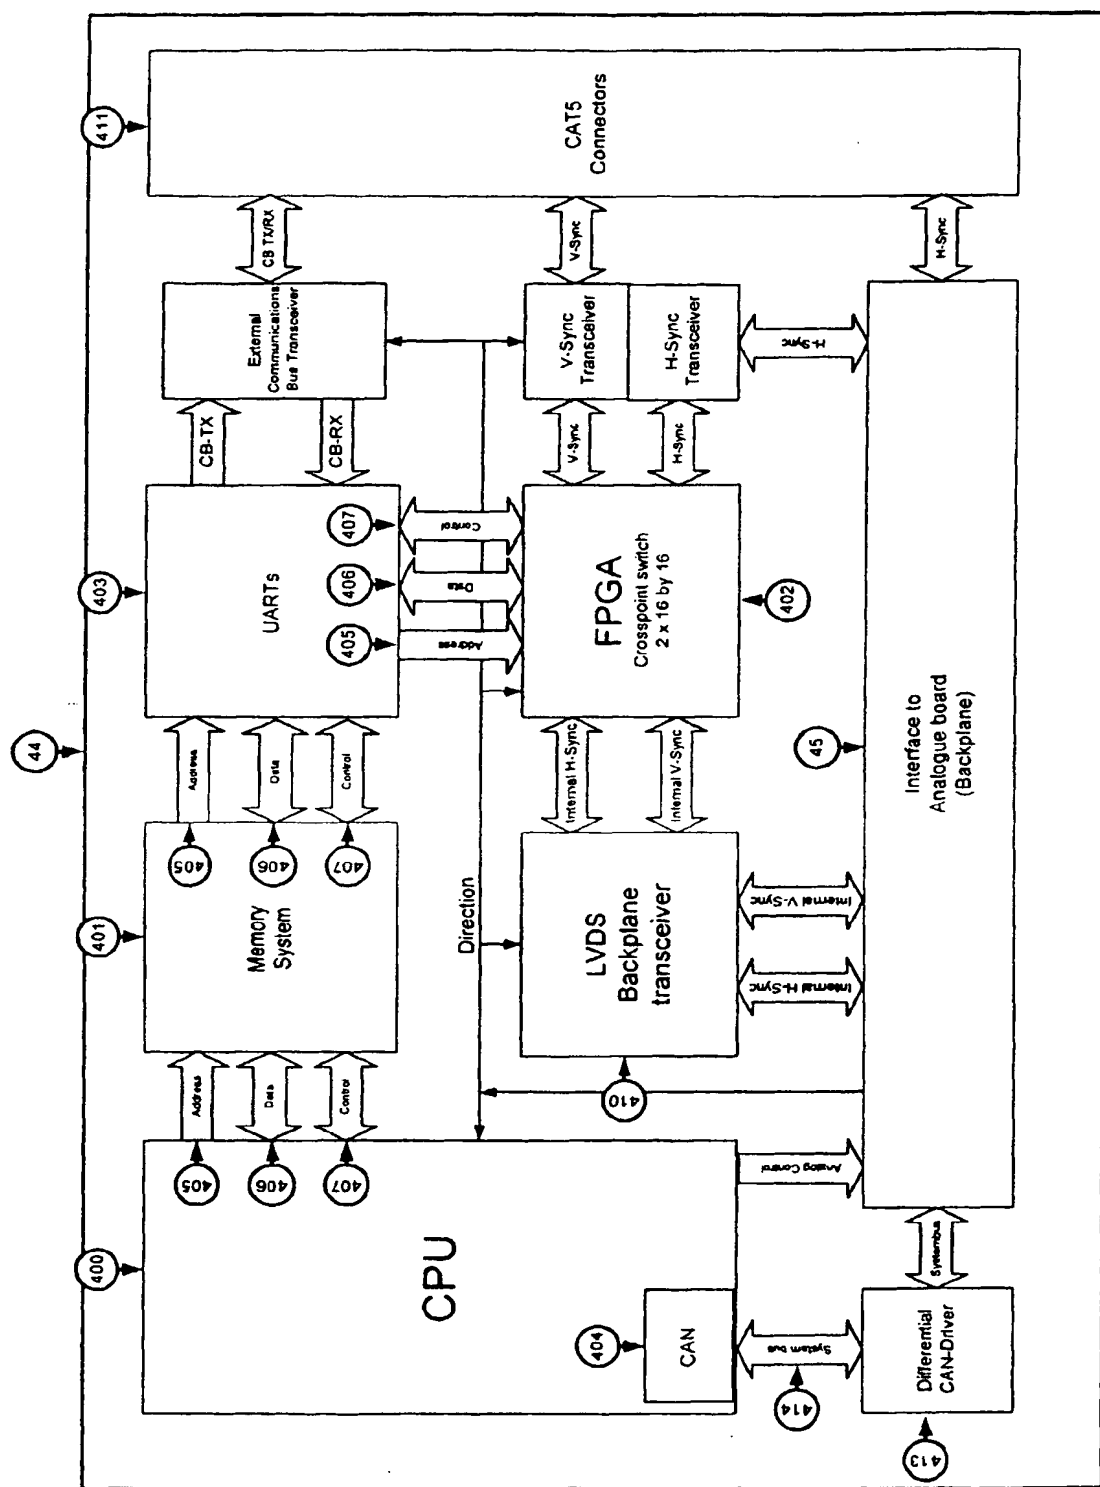 44
400
401
403
411
CPU
405
Address
406
Data
407
Control
Memory
System
405
Address
406
Data
407
Control
UARTs
CB-TX
CB-RX
External
Communications
Bus Transceiver
CB TX/RX
CAT5
Connectors
405
Address
406
Data
407
Control
Direction
404
CAN
410
LVDS
Backplane
transceiver
Internal H-Sync
Internal V-Sync
FPGA
Crosspoint switch
2 x 16 by 16
402
V-Sync
H-Sync
V-Sync
Transceiver
H-Sync
Transceiver
V-Sync
H-Sync
H-Sync
414
System
bus
Analog Control
Internal H-Sync
Internal V-Sync
45
413
Differential
CAN-Driver
Systembus
Interface to
Analogue board
(Backplane)